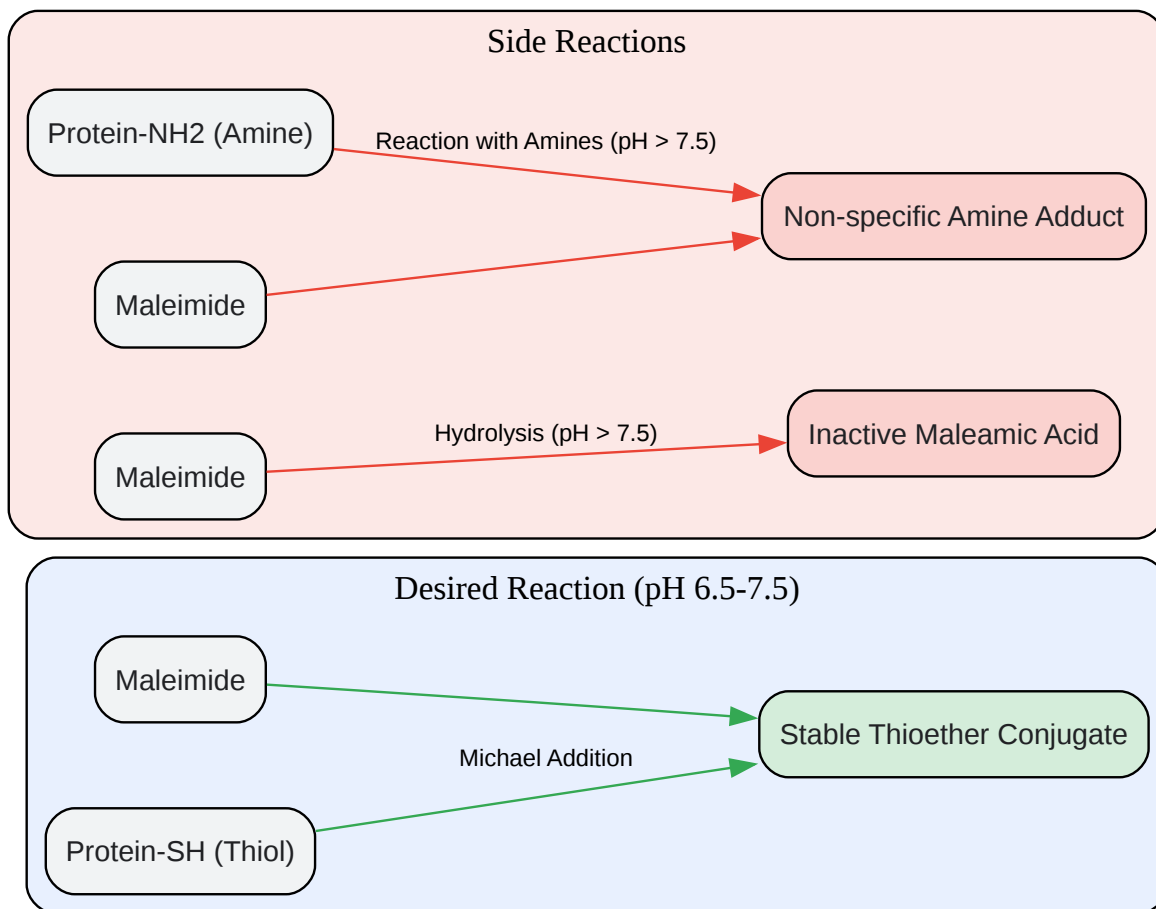 Side Reactions
Protein-NH2 (Amine)
Reaction with Amines (pH > 7.5)
Non-specific Amine Adduct
Maleimide
Maleimide
Hydrolysis (pH > 7.5)
Inactive Maleamic Acid
Desired Reaction (pH 6.5-7.5)
Maleimide
Stable Thioether Conjugate
Michael Addition
Protein-SH (Thiol)